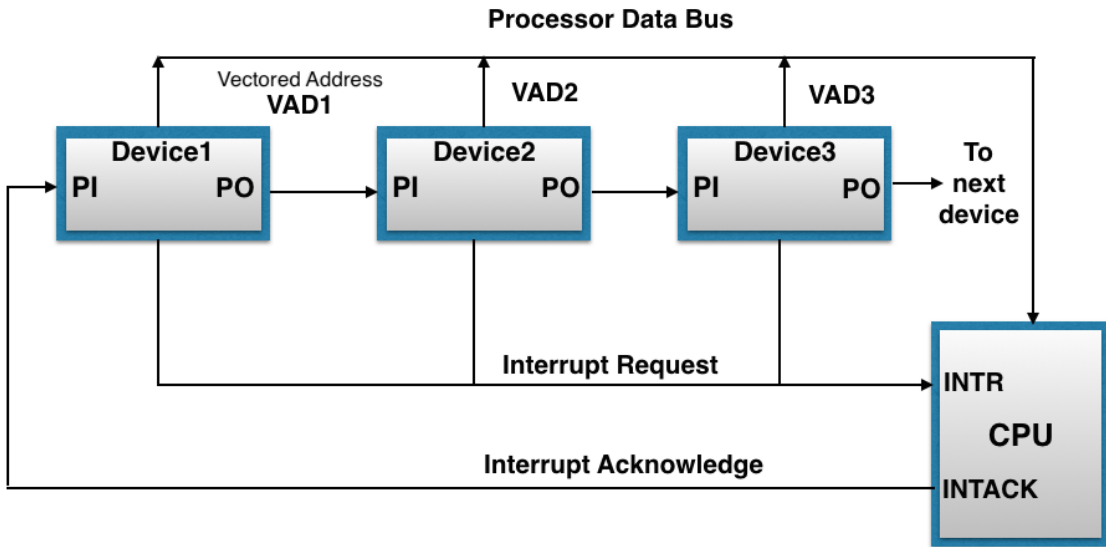 Processor Data Bus
Vectored Address
VAD1
VAD2
VAD3
Device1
PI PO
Device2
PI PO
Device3
PI PO
To
next
device
Interrupt Request
INTR
CPU
Interrupt Acknowledge
INTACK